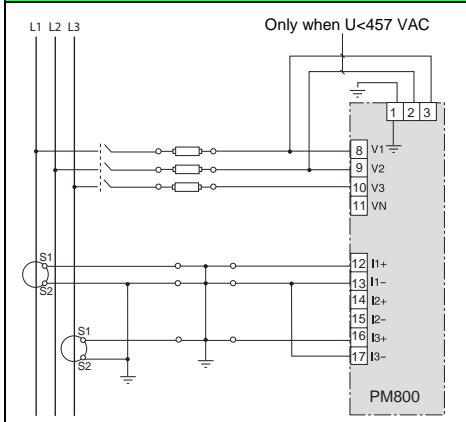 L1 L2 L3 Only when U<457 VAC
1 2 3
8 V1
9 V2
10 V3
11 VN
S1
12 I1+
13 I1-
S2
14 I2+
15 I2-
S1
16 I3+
17 I3-
S2
PM800